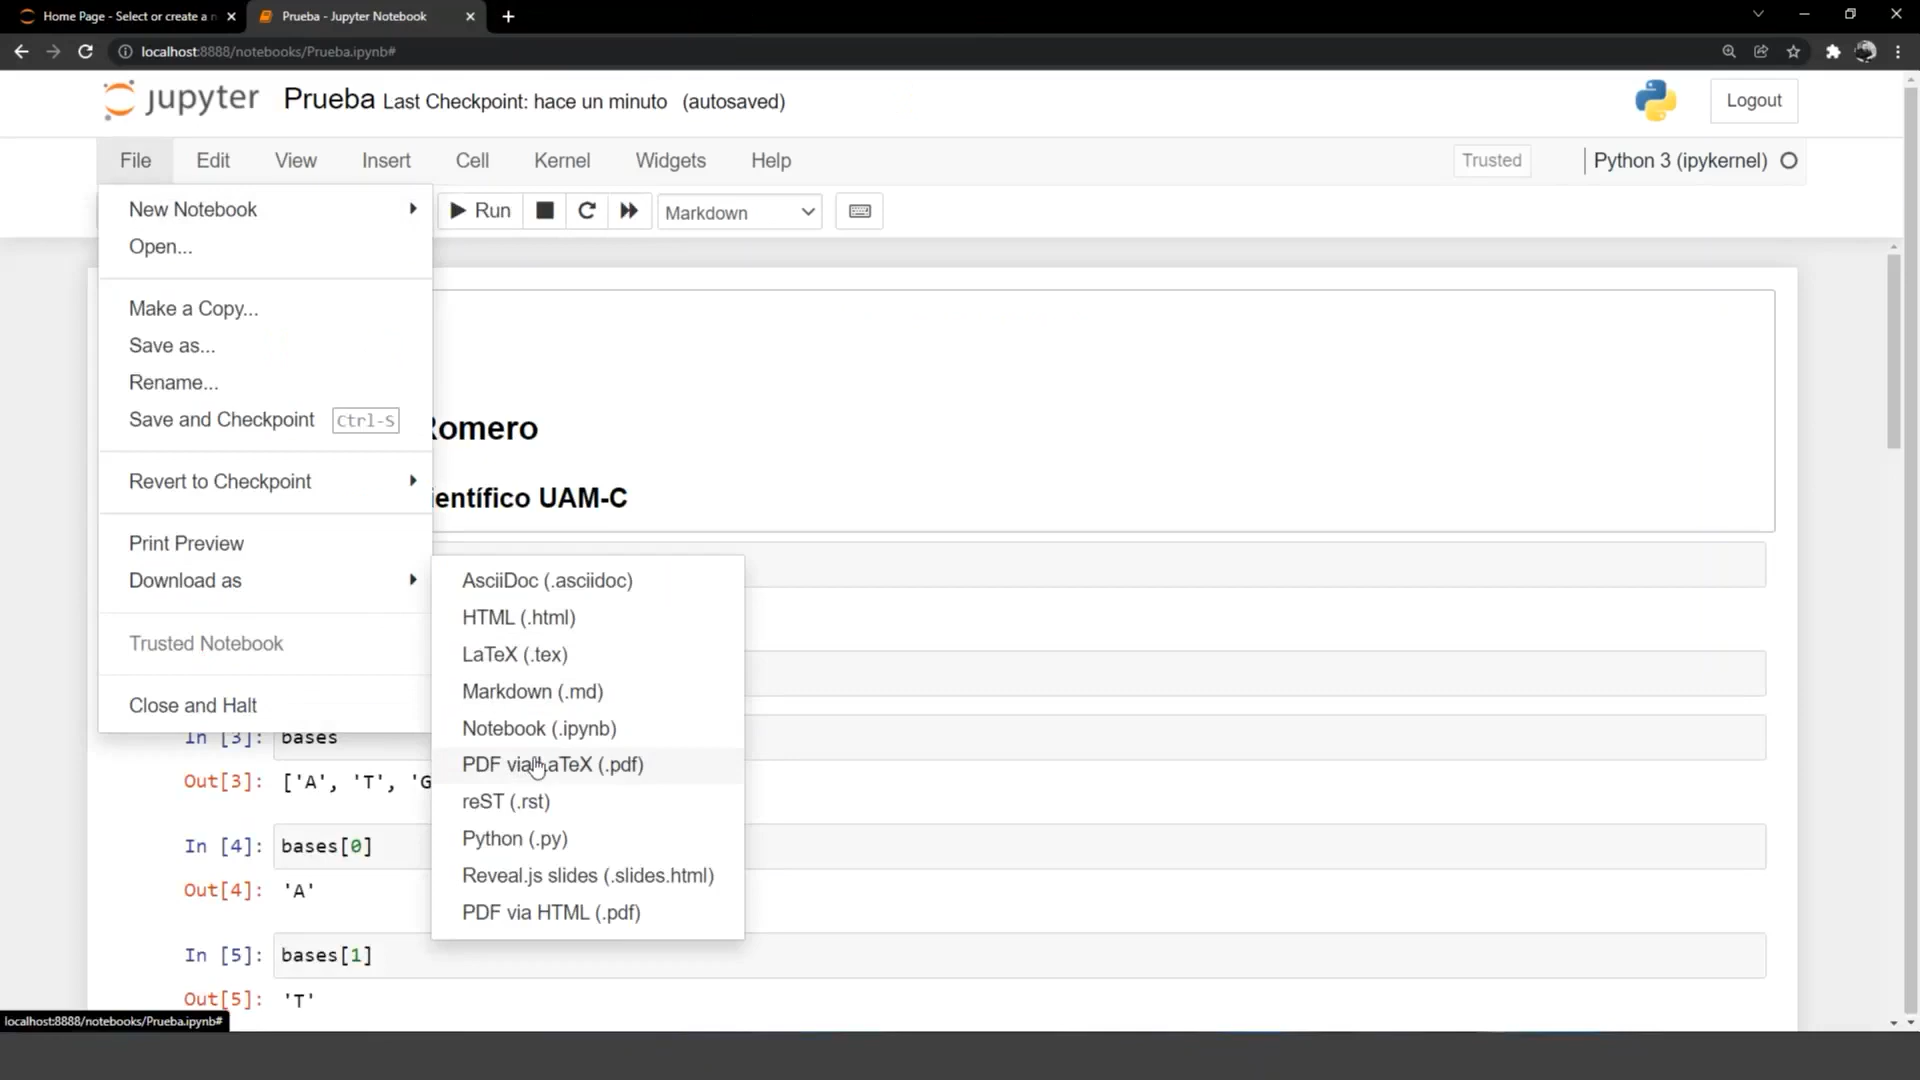 Home Page - Select or create a n
Prueba - Jupyter Notebook
localhost:8888/notebooks/Prueba.ipynb#
jupyter Prueba Last Checkpoint: hace un minuto (autosaved)
Logout
File Edit View Insert Cell Kernel Widgets Help
Trusted
Python 3 (ipykernel)
Run
Markdown
New Notebook
Open...
Make a Copy...
Save as...
Rename...
Save and Checkpoint Ctrl-S
Revert to Checkpoint
Print Preview
Download as
Trusted Notebook
Close and Halt
Romero
ientífico UAM-C
AsciiDoc (.asciidoc)
HTML (.html)
LaTeX (.tex)
Markdown (.md)
Notebook (.ipynb)
PDF via LaTeX (.pdf)
reST (.rst)
Python (.py)
Reveal.js slides (.slides.html)
PDF via HTML (.pdf)
In [3]: bases
Out[3]: ['A', 'T', 'G
In [4]: bases[0]
Out[4]: 'A'
In [5]: bases[1]
Out[5]: 'T'
localhost:8888/notebooks/Prueba.ipynb#